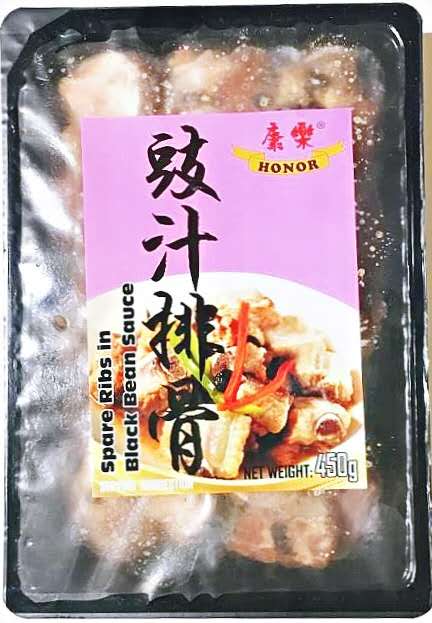 康樂®
HONOR
豉汁排骨
Spare Ribs in
Black Bean Sauce
NET WEIGHT: 450g